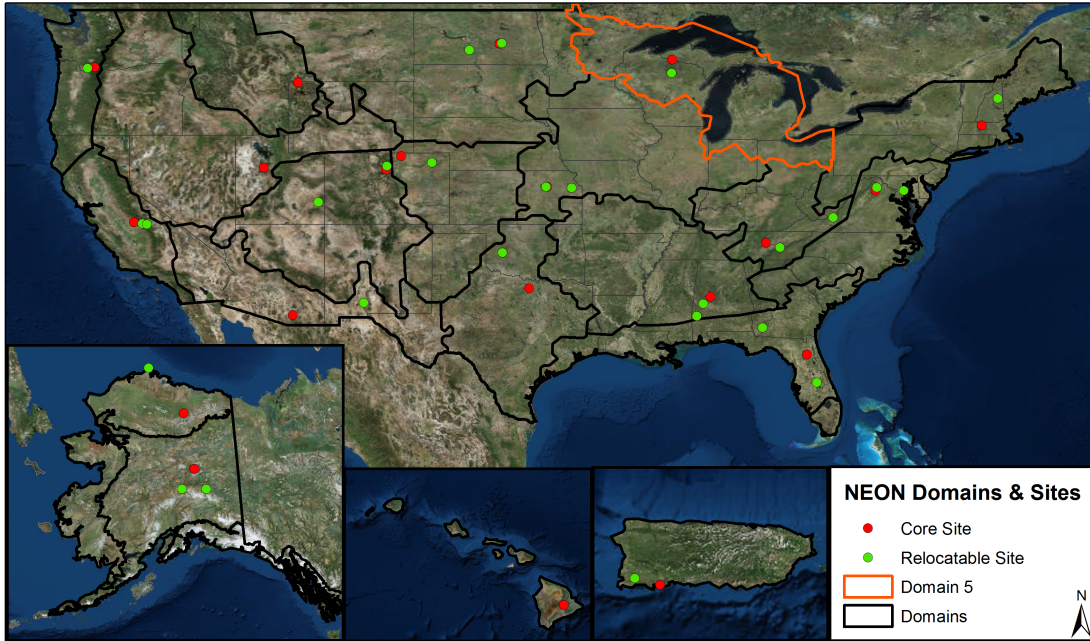 NEON Domains & Sites
Core Site
Relocatable Site
Domain 5
Domains
N